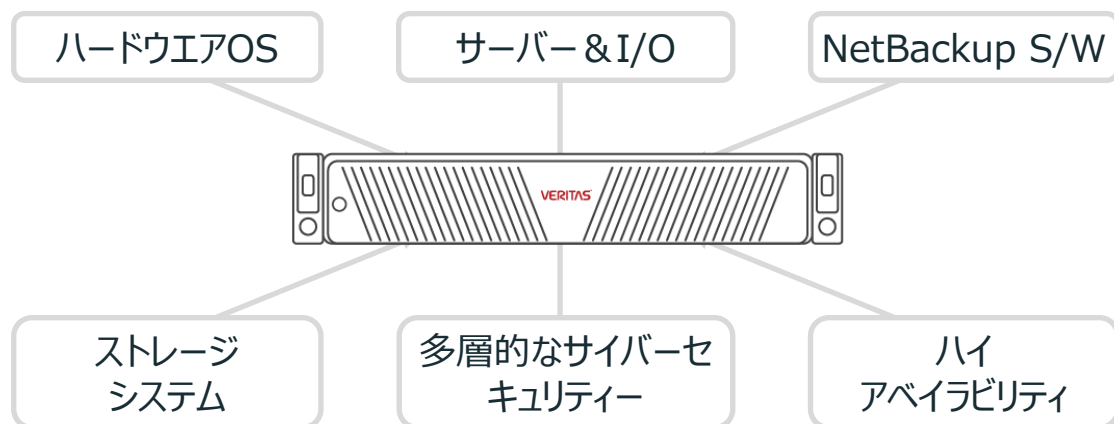 ハードウエアOS
サーバー＆I/O
NetBackup S/W
VERITAS
ストレージ
システム
多層的なサイバーセ
キュリティー
ハイ
アベイラビリティ